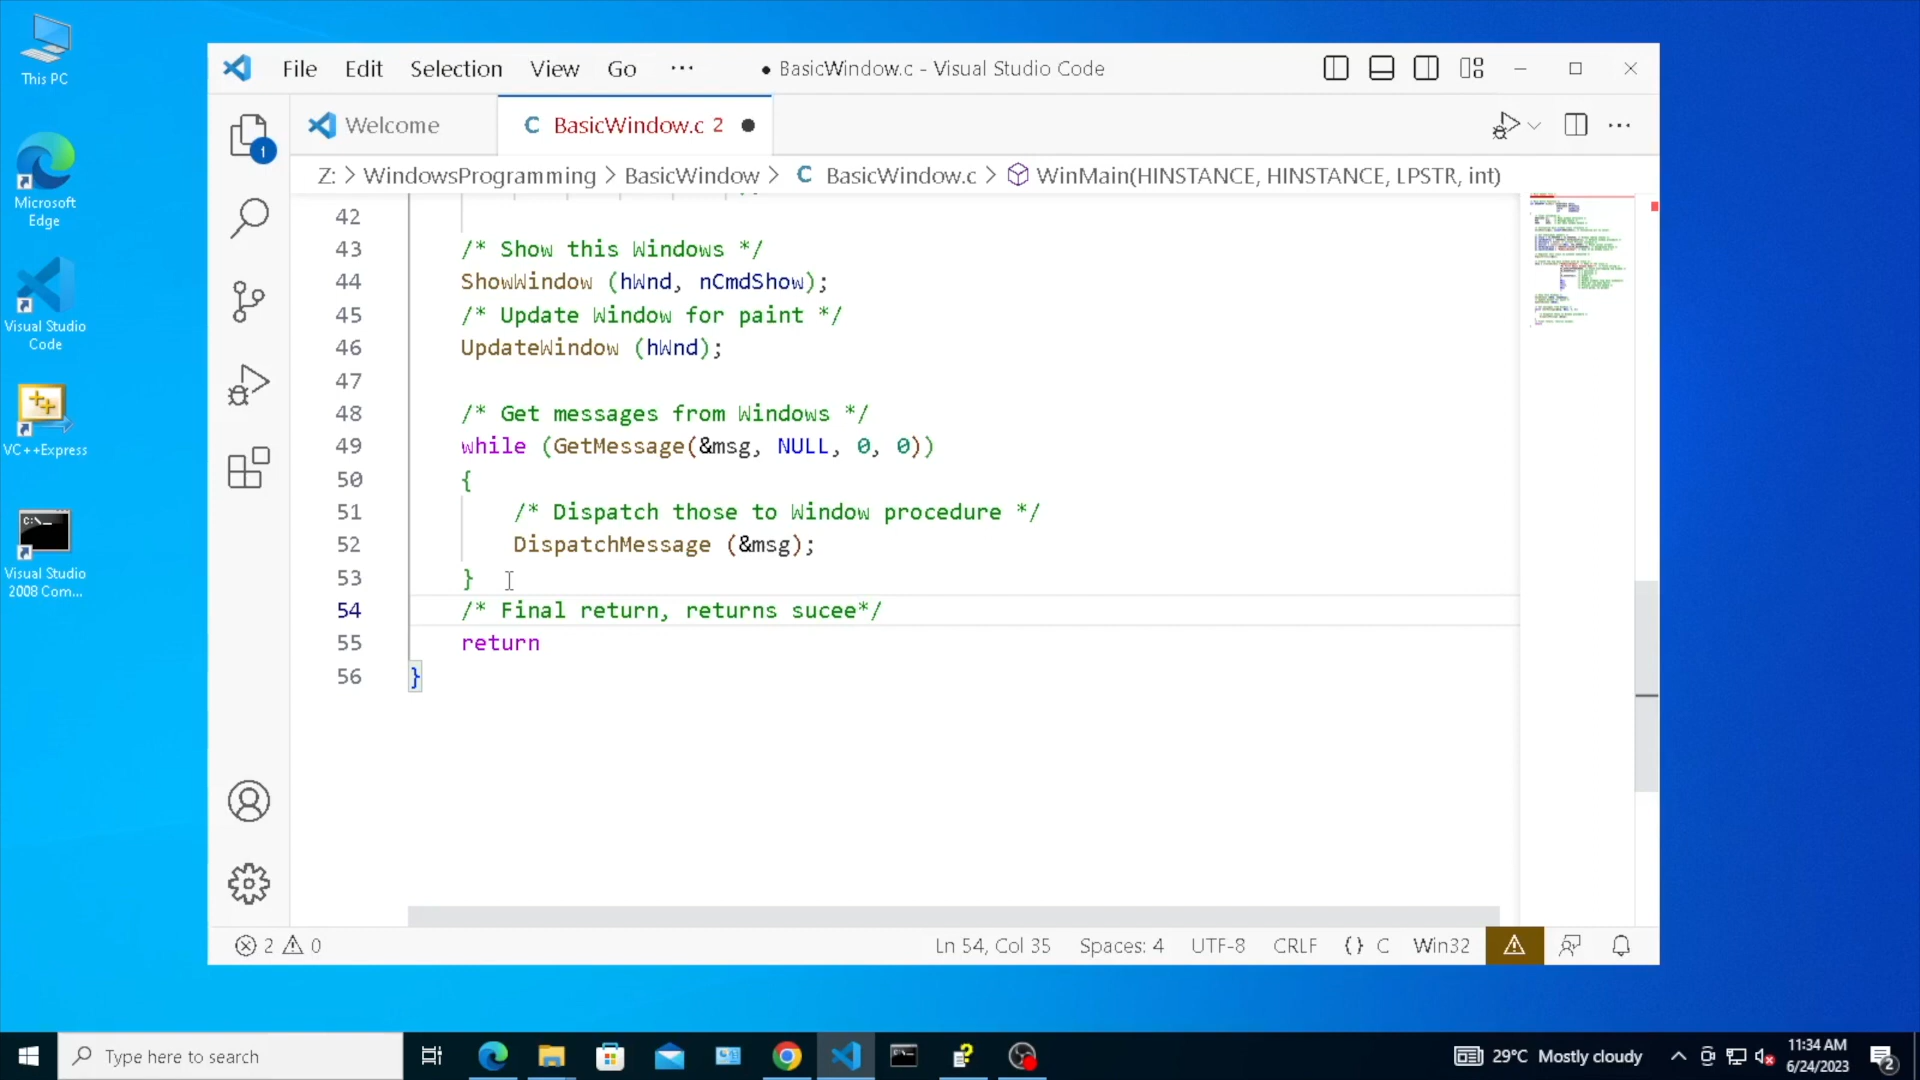 This PC
Microsoft
Edge
Visual Studio
Code
VC++Express
Visual Studio
2008 Com...
File Edit Selection View Go ··· ● BasicWindow.c - Visual Studio Code
Welcome C BasicWindow.c 2 ●
1
Z: > WindowsProgramming > BasicWindow > C BasicWindow.c > WinMain(HINSTANCE, HINSTANCE, LPSTR, int)
42
43 /* Show this Windows */
44 ShowWindow (hWnd, nCmdShow);
45 /* Update Window for paint */
46 UpdateWindow (hWnd);
47
48 /* Get messages from Windows */
49 while (GetMessage(&msg, NULL, 0, 0))
50 {
51 /* Dispatch those to Window procedure */
52 DispatchMessage (&msg);
53 }
54 /* Final return, returns sucee*/
55 return
56 }
2 0 Ln 54, Col 35 Spaces: 4 UTF-8 CRLF {} C Win32
Type here to search
29°C Mostly cloudy
11:34 AM
6/24/2023
2